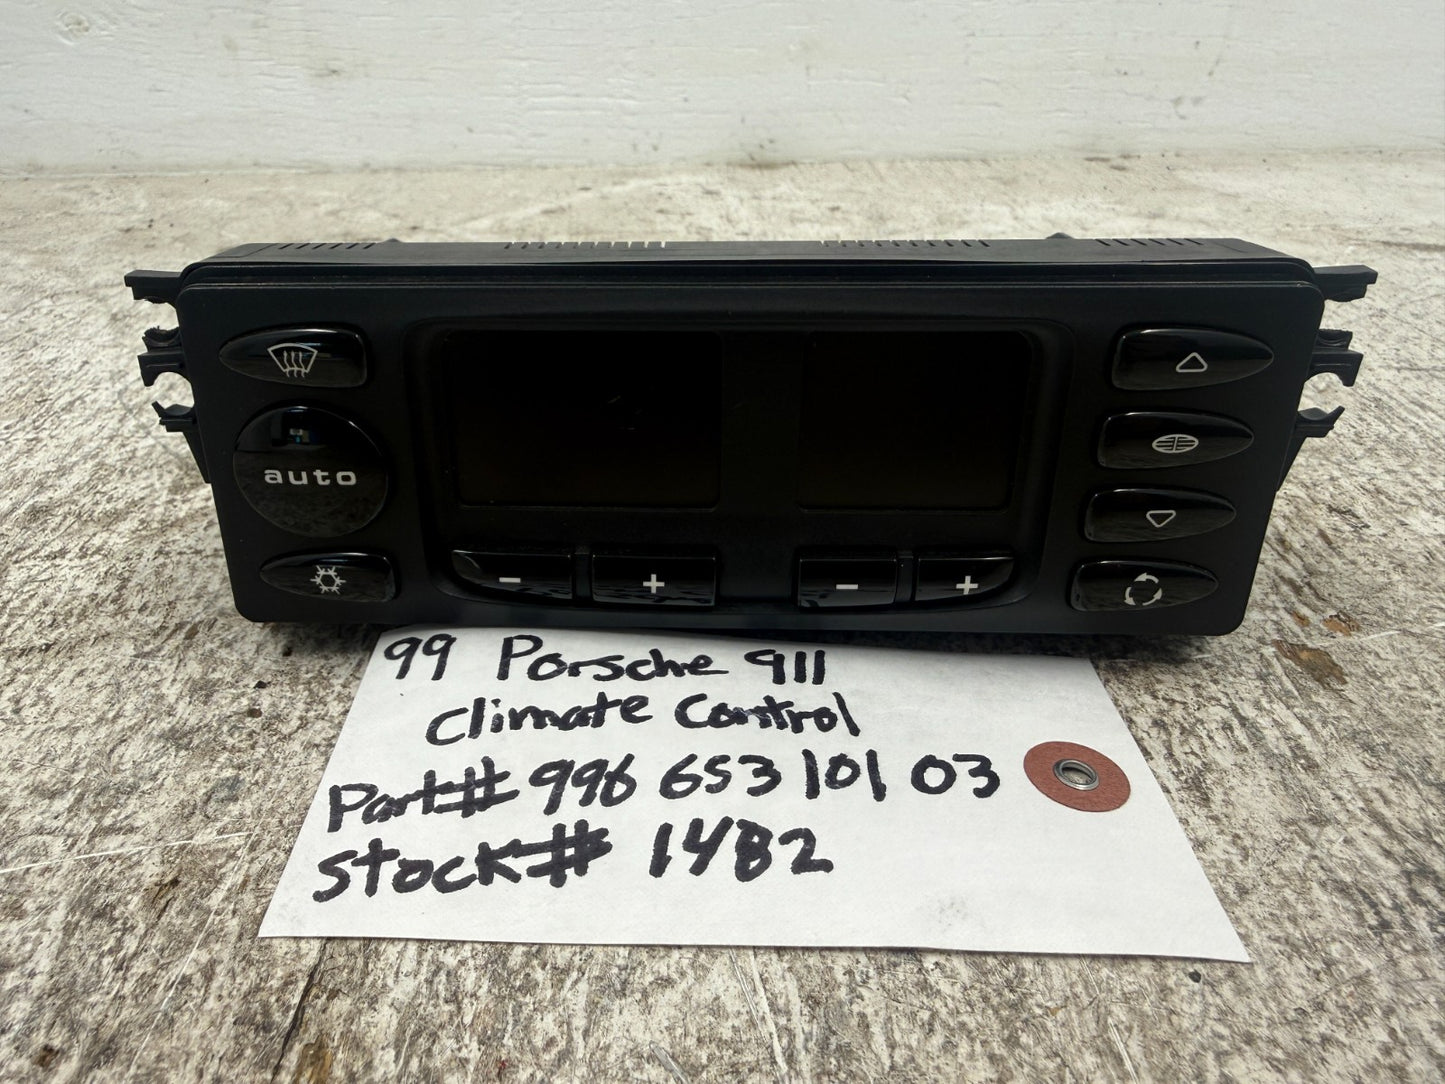 auto
- + - +
99 Porsche 911
Climate Control
Part# 996 653 101 03
Stock# 1482